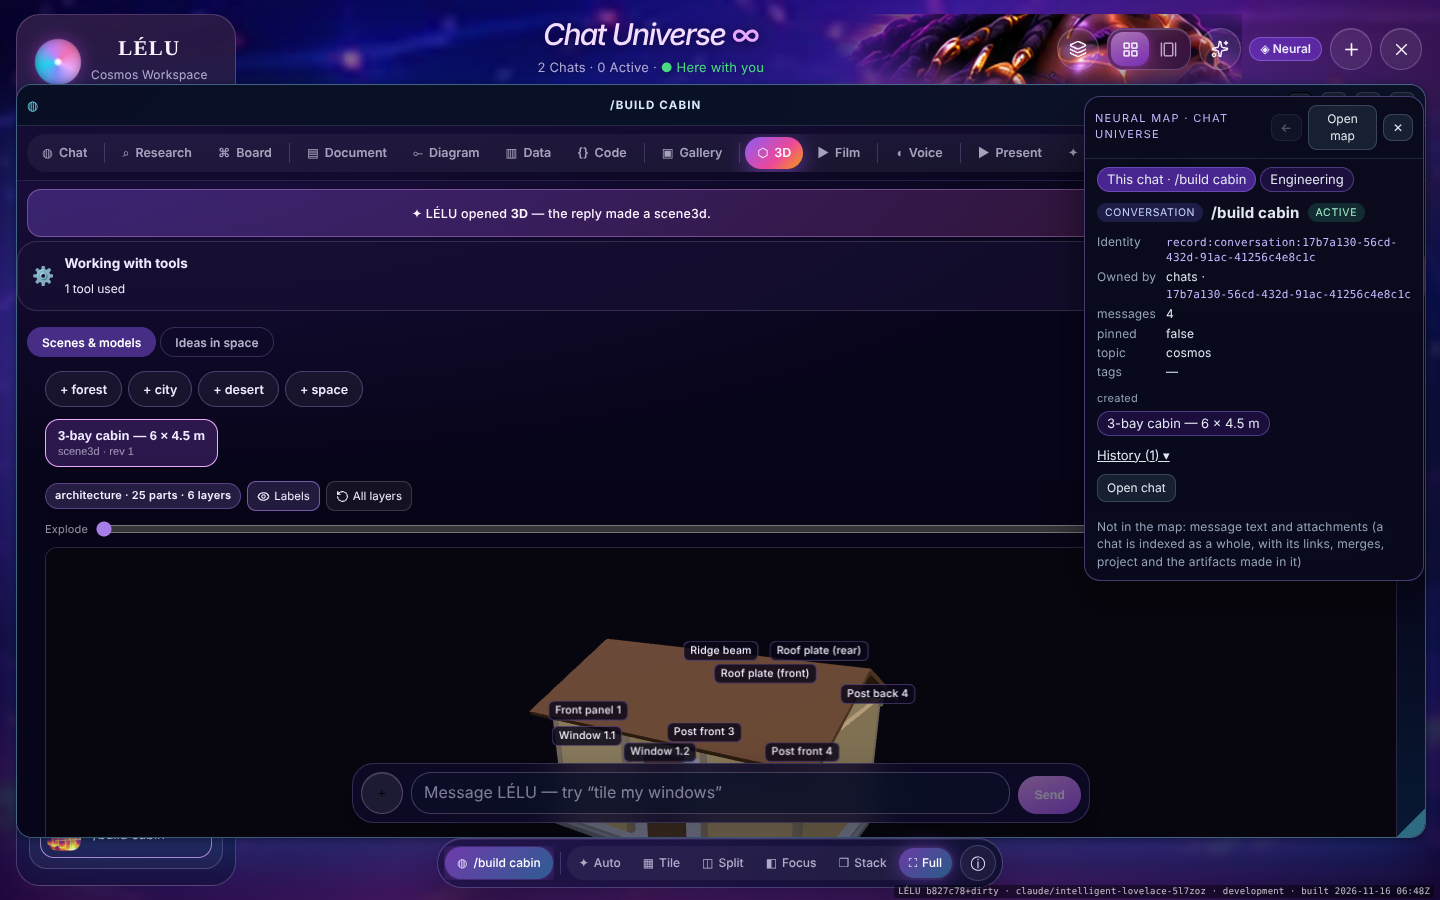 LÉLU
Cosmos Workspace
Chat Universe ∞
2 Chats · 0 Active · ● Here with you
◈ Neural
/BUILD CABIN
Chat
Research
Board
Document
Diagram
Data
{} Code
Gallery
3D
Film
Voice
Present
✦ LÉLU opened 3D — the reply made a scene3d.
Working with tools
1 tool used
Scenes & models
Ideas in space
+ forest
+ city
+ desert
+ space
3-bay cabin — 6 × 4.5 m
scene3d · rev 1
architecture · 25 parts · 6 layers
Labels
All layers
Explode
Ridge beam
Roof plate (rear)
Roof plate (front)
Post back 4
Front panel 1
Window 1.1
Post front 3
Window 1.2
Post front 4
NEURAL MAP · CHAT
UNIVERSE
←
Open
map
×
This chat · /build cabin
Engineering
CONVERSATION /build cabin ACTIVE
Identity record:conversation:17b7a130-56cd-
432d-91ac-41256c4e8c1c
Owned by chats ·
17b7a130-56cd-432d-91ac-41256c4e8c1c
messages 4
pinned false
topic cosmos
tags —
created
3-bay cabin — 6 × 4.5 m
History (1) ▾
Open chat
Not in the map: message text and attachments (a
chat is indexed as a whole, with its links, merges,
project and the artifacts made in it)
+
Message LÉLU — try “tile my windows”
Send
/build cabin
Auto
Tile
Split
Focus
Stack
Full
LÉLU b827c78+dirty · claude/intelligent-lovelace-5l7zoz · development · built 2026-11-16 06:48Z